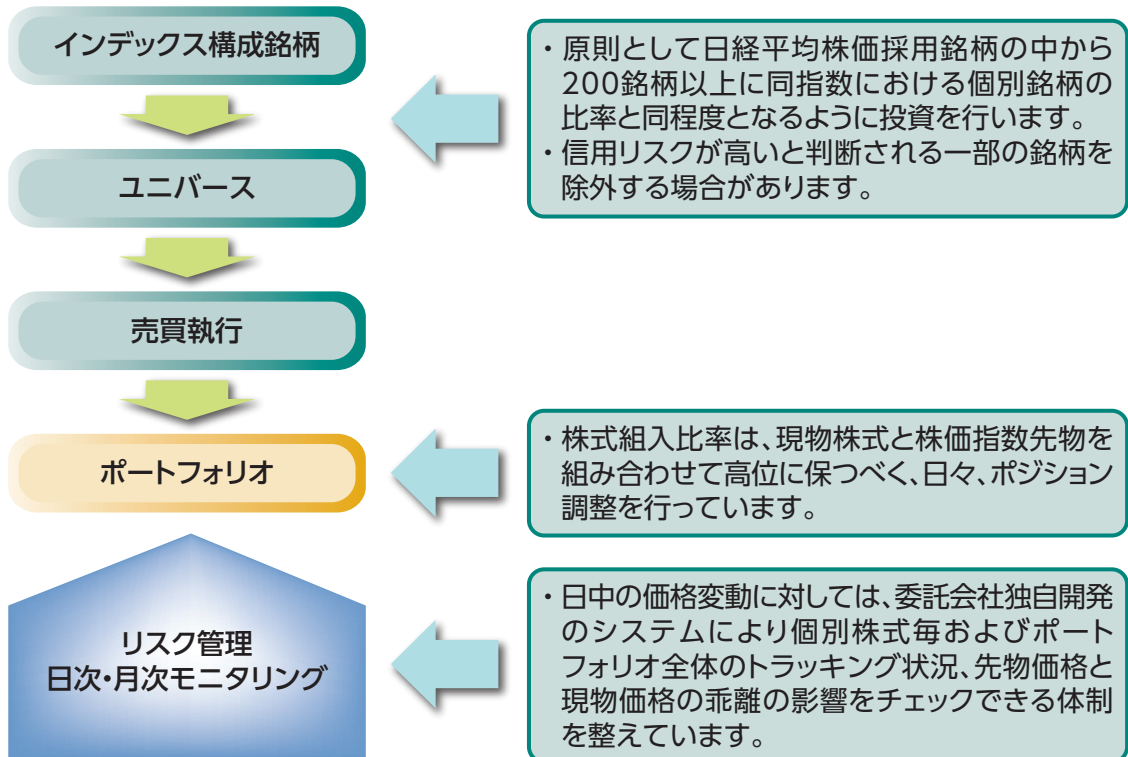 インデックス構成銘柄
・原則として日経平均株価採用銘柄の中から
200銘柄以上に同指数における個別銘柄の
比率と同程度となるように投資を行います。
・信用リスクが高いと判断される一部の銘柄を
除外する場合があります。
ユニバース
売買執行
ポートフォリオ
・株式組入比率は、現物株式と株価指数先物を
組み合わせて高位に保つべく、日々、ポジション
調整を行っています。
リスク管理
日次・月次モニタリング
・日中の価格変動に対しては、委託会社独自開発
のシステムにより個別株式毎およびポート
フォリオ全体のトラッキング状況、先物価格と
現物価格の乖離の影響をチェックできる体制
を整えています。